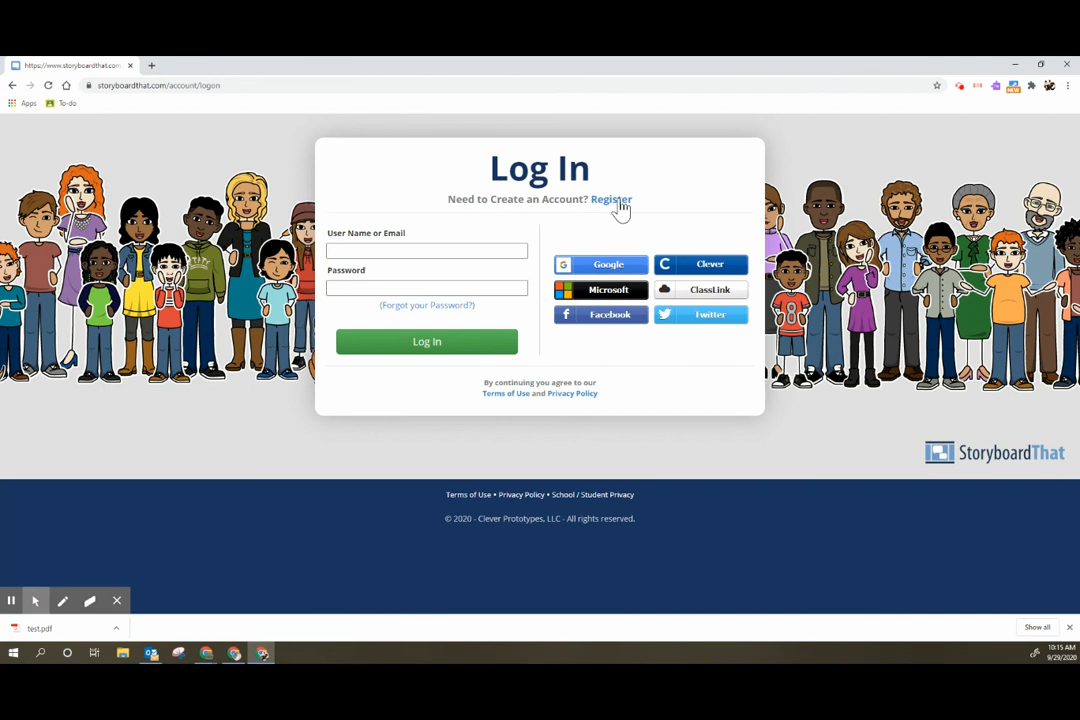 https://www.storyboardthat.com
storyboardthat.com/account/logon
NEW
Apps
To-do
Log In
Need to Create an Account? Register
User Name or Email
Password
(Forgot your Password?)
Log In
G Google
C Clever
Microsoft
ClassLink
f Facebook
Twitter
By continuing you agree to our
Terms of Use and Privacy Policy
8
StoryboardThat
Terms of Use • Privacy Policy • School / Student Privacy
© 2020 - Clever Prototypes, LLC - All rights reserved.
test.pdf
Show all
10:15 AM
9/29/2020